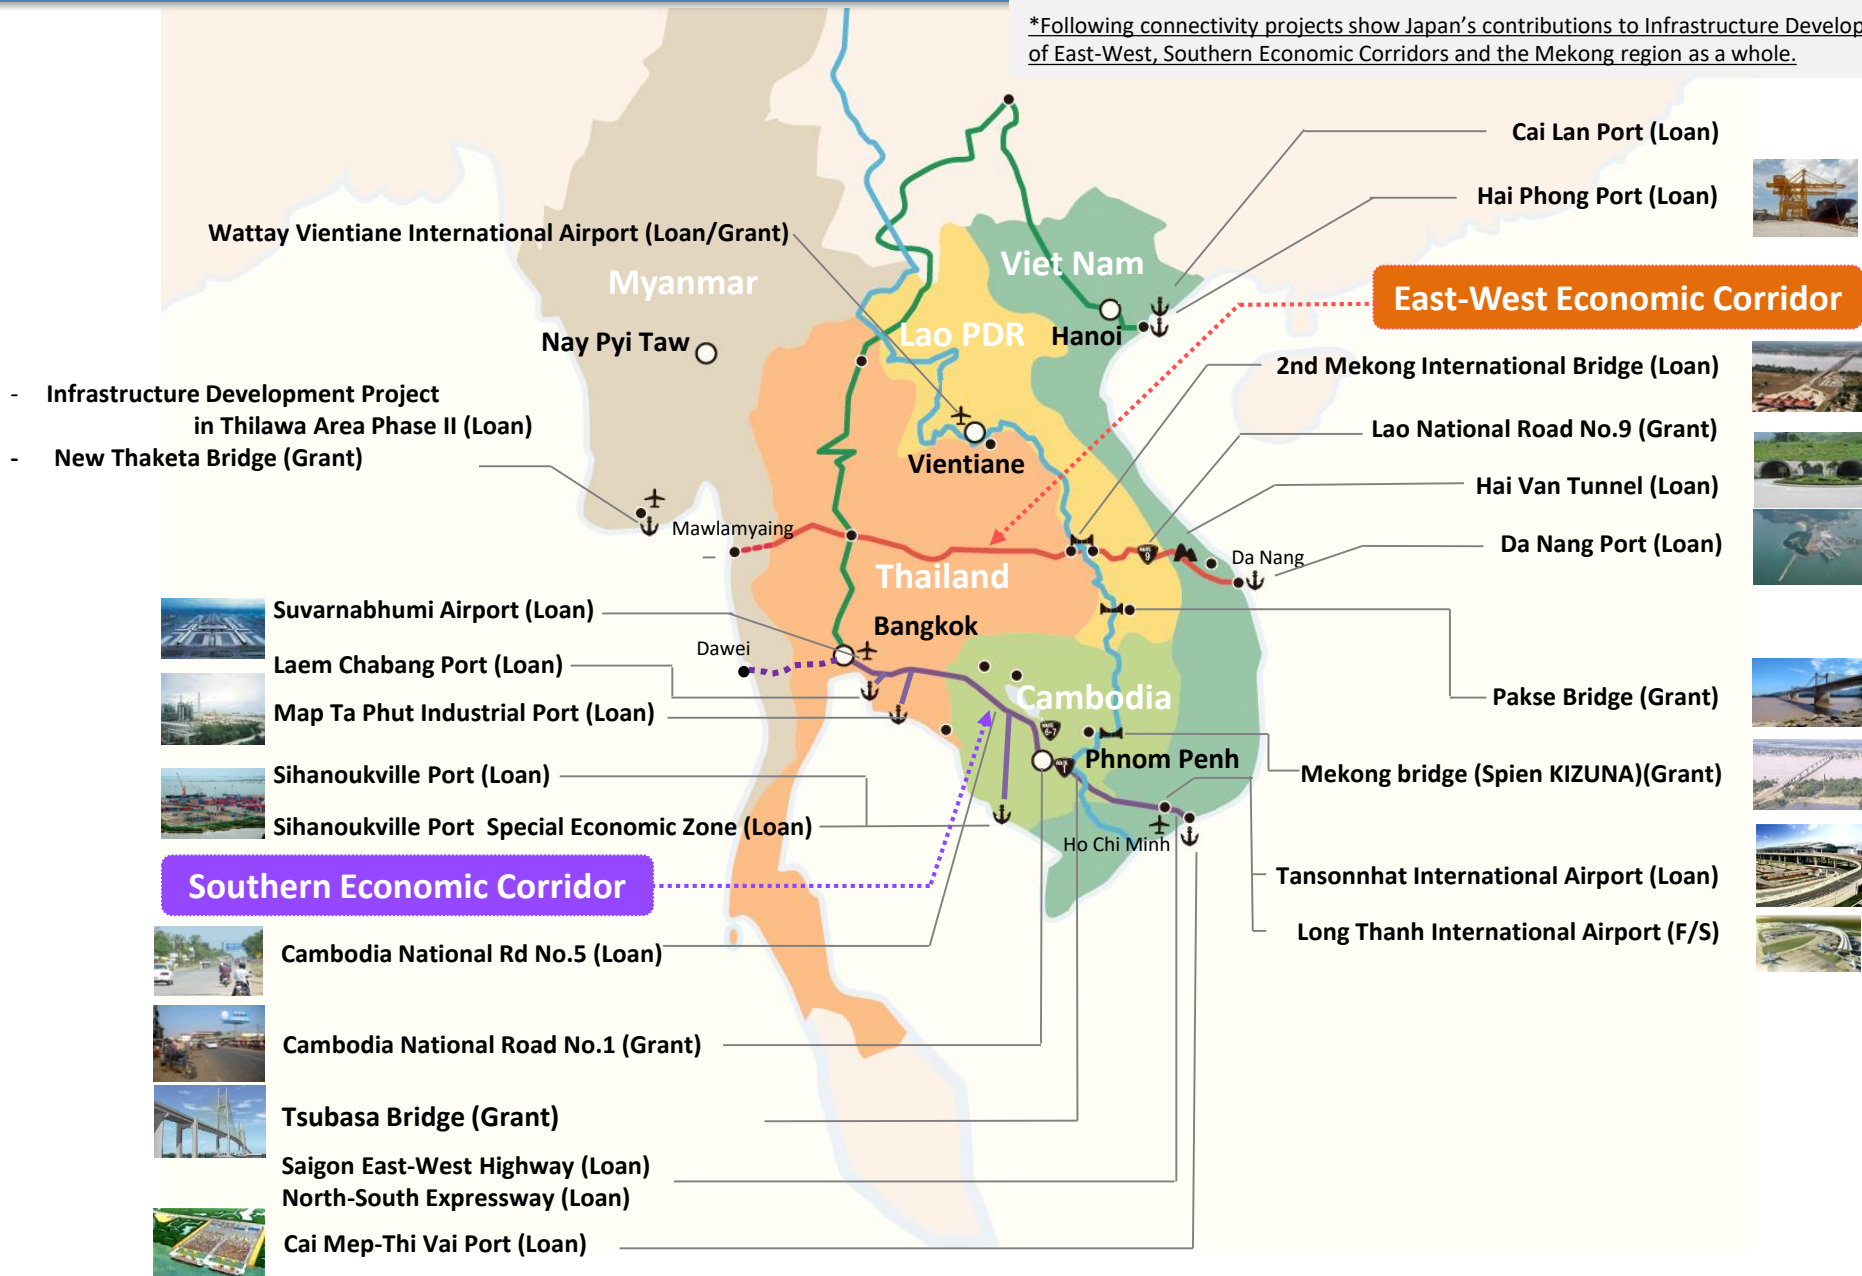 *Following connectivity projects show Japan's contributions to Infrastructure Develop
of East-West, Southern Economic Corridors and the Mekong region as a whole.
Cai Lan Port (Loan)
Hai Phong Port (Loan)
Wattay Vientiane International Airport (Loan/Grant)
Viet Nam
Myanmar
East-West Economic Corridor
Lao PDR
Hanoi
Nay Pyi Taw
2nd Mekong International Bridge (Loan)
- Infrastructure Development Project
in Thilawa Area Phase II (Loan)
- New Thaketa Bridge (Grant)
Lao National Road No.9 (Grant)
Vientiane
Hai Van Tunnel (Loan)
Mawlamyaing
Da Nang Port (Loan)
9
Da Nang
Thailand
Suvarnabhumi Airport (Loan)
Bangkok
Dawei
Laem Chabang Port (Loan)
Cambodia
Pakse Bridge (Grant)
Map Ta Phut Industrial Port (Loan)
6-7
Phnom Penh
1
Sihanoukville Port (Loan)
Mekong bridge (Spien KIZUNA)(Grant)
Sihanoukville Port Special Economic Zone (Loan)
Ho Chi Minh
Southern Economic Corridor
Tansonnhat International Airport (Loan)
Long Thanh International Airport (F/S)
Cambodia National Rd No.5 (Loan)
Cambodia National Road No.1 (Grant)
Tsubasa Bridge (Grant)
Saigon East-West Highway (Loan)
North-South Expressway (Loan)
Cai Mep-Thi Vai Port (Loan)